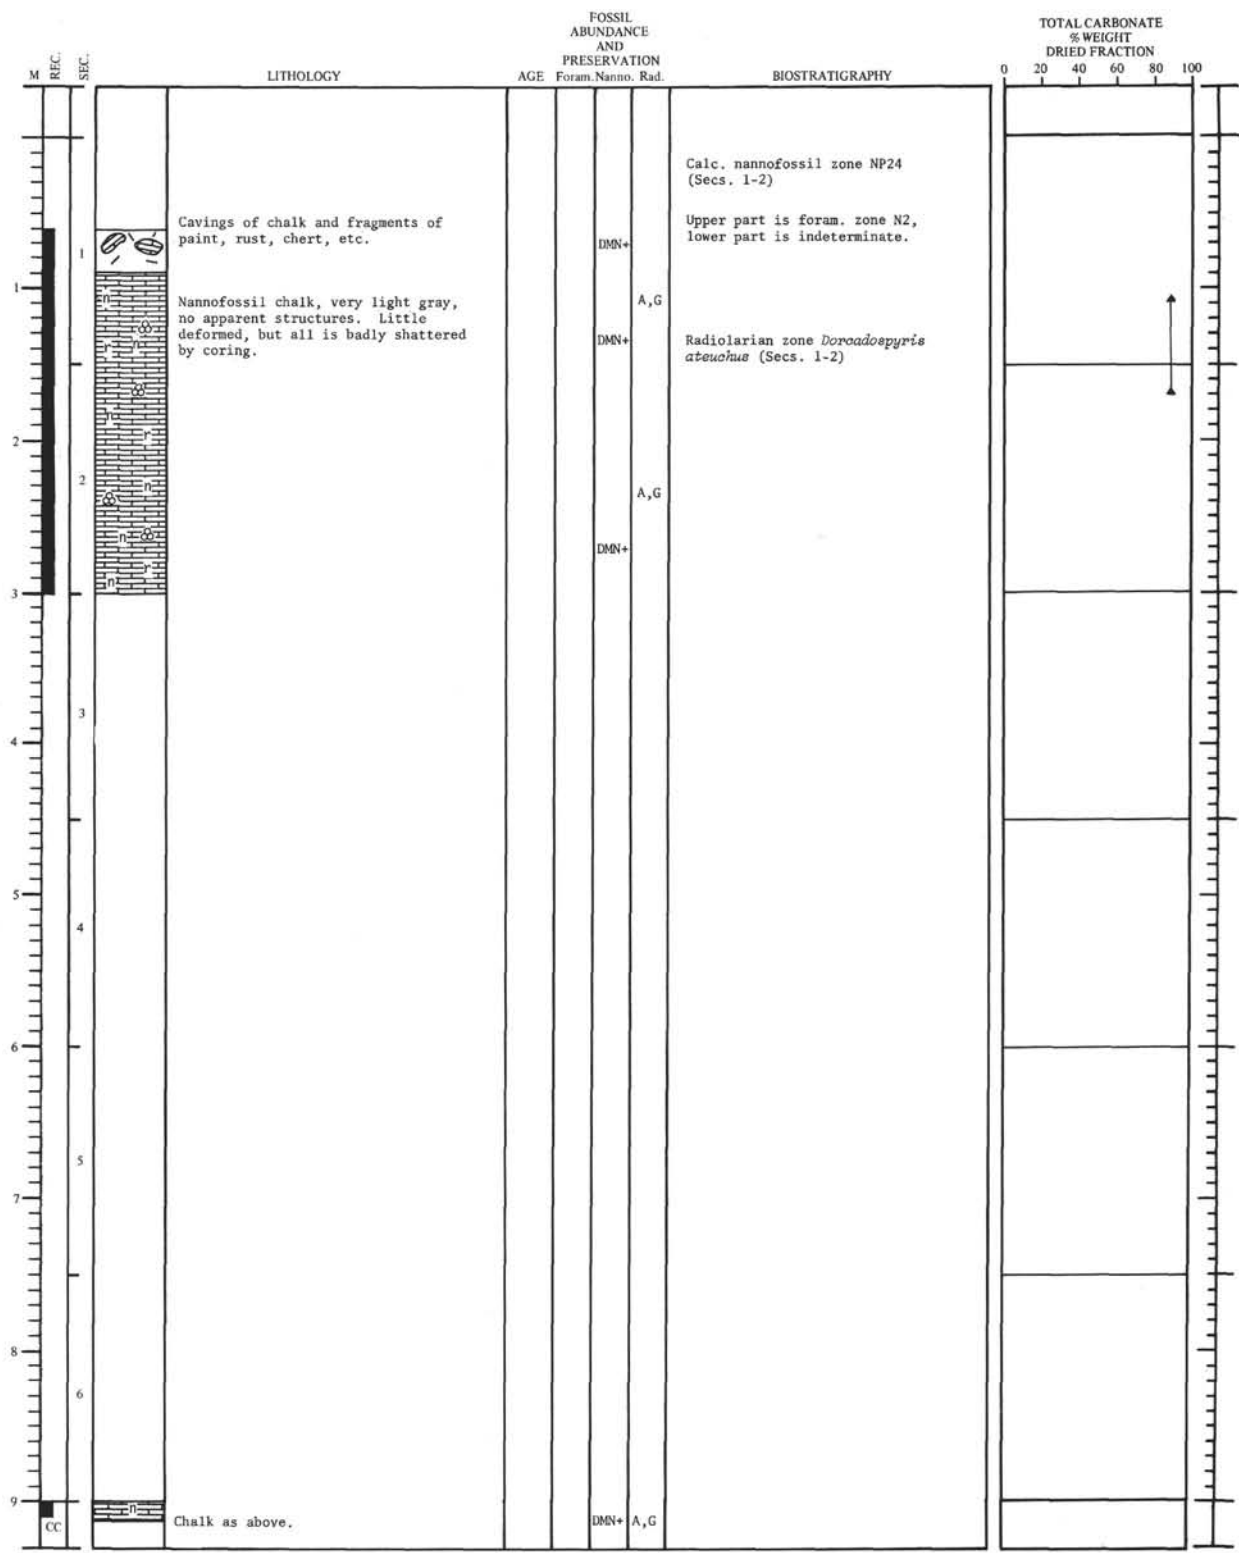 FOSSIL
ABUNDANCE
AND
PRESERVATION
M REC. SEC. LITHOLOGY AGE Foram. Nanno. Rad. BIOSTRATIGRAPHY
TOTAL CARBONATE
% WEIGHT
DRIED FRACTION
0 20 40 60 80 100
Calc. nannofossil zone NP24
(Secs. 1-2)
Cavings of chalk and fragments of
paint, rust, chert, etc.
Upper part is foram. zone N2,
lower part is indeterminate.
DMN+
1
1
n
Nannofossil chalk, very light gray,
no apparent structures. Little
deformed, but all is badly shattered
by coring.
A,G
r n
DMN+
Radiolarian zone Dorcadospyris
ateuchus (Secs. 1-2)
n
r
2
2
n
A,G
n
DMN+
r
n
3
3
4
5
4
6
5
7
8
6
9
n
CC
Chalk as above.
DMN+ A,G